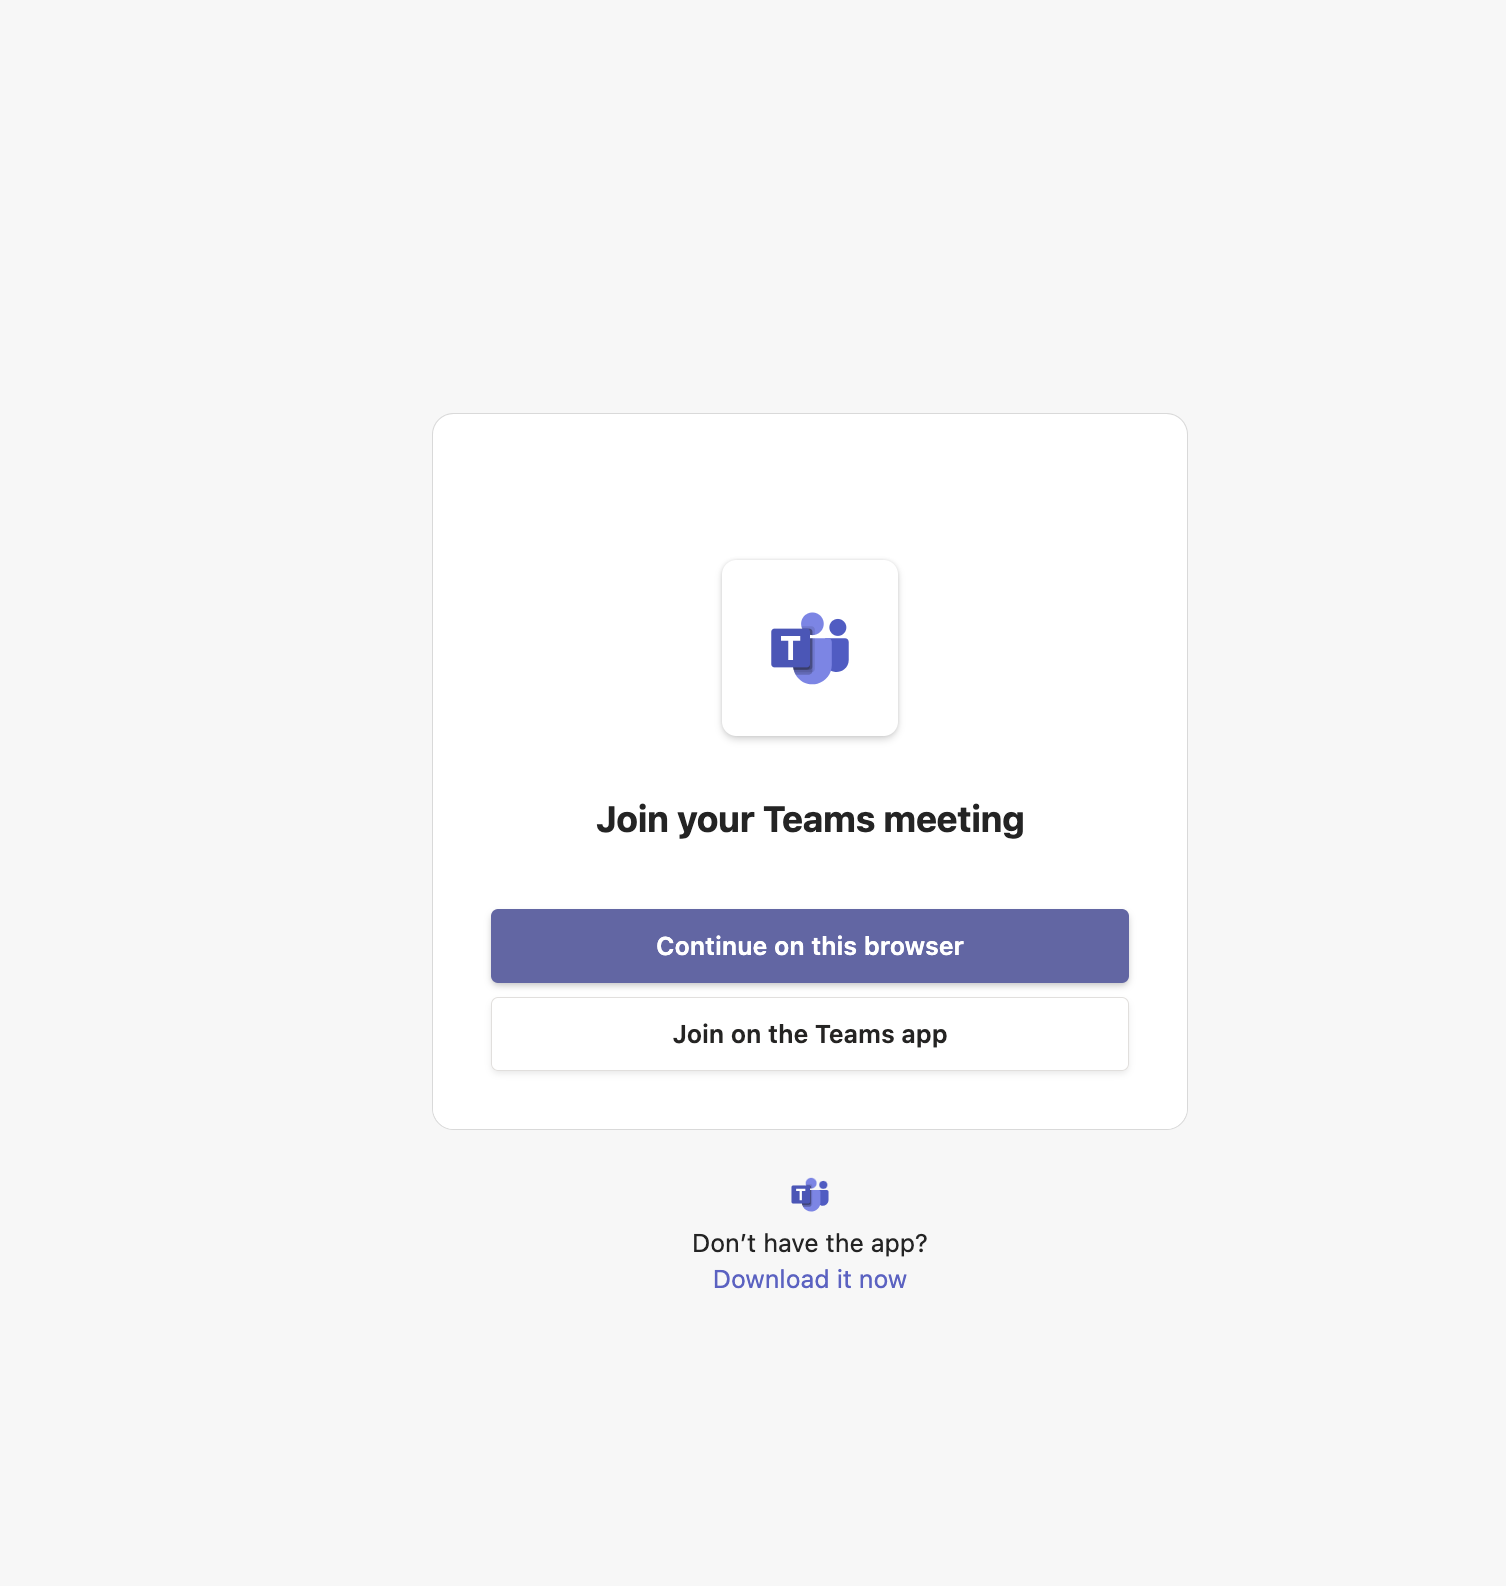 T
Join your Teams meeting
Continue on this browser
Join on the Teams app
T
Don’t have the app?
Download it now